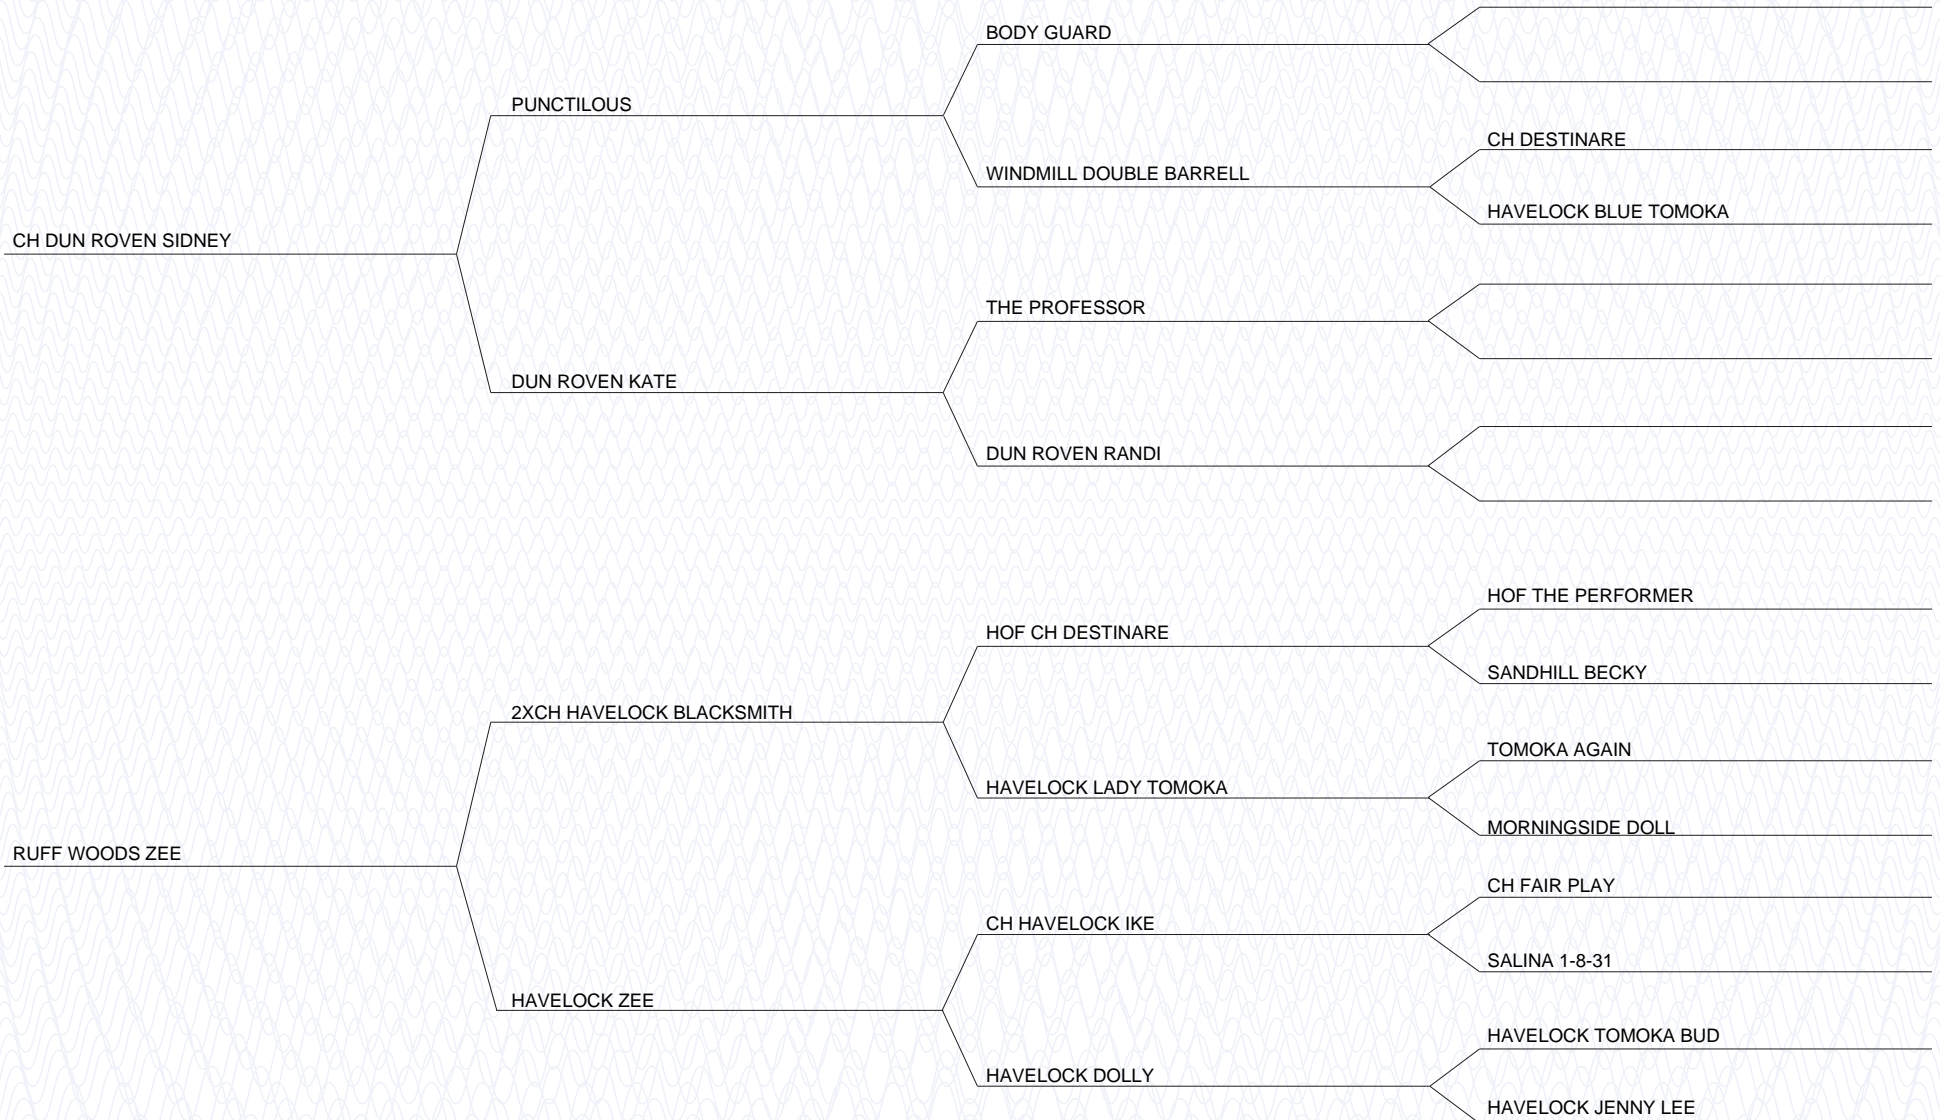 BODY GUARD
PUNCTILOUS
CH DESTINARE
WINDMILL DOUBLE BARRELL
HAVELOCK BLUE TOMOKA
CH DUN ROVEN SIDNEY
THE PROFESSOR
DUN ROVEN KATE
DUN ROVEN RANDI
HOF THE PERFORMER
HOF CH DESTINARE
SANDHILL BECKY
2XCH HAVELOCK BLACKSMITH
TOMOKA AGAIN
HAVELOCK LADY TOMOKA
MORNINGSIDE DOLL
RUFF WOODS ZEE
CH FAIR PLAY
CH HAVELOCK IKE
SALINA 1-8-31
HAVELOCK ZEE
HAVELOCK TOMOKA BUD
HAVELOCK DOLLY
HAVELOCK JENNY LEE